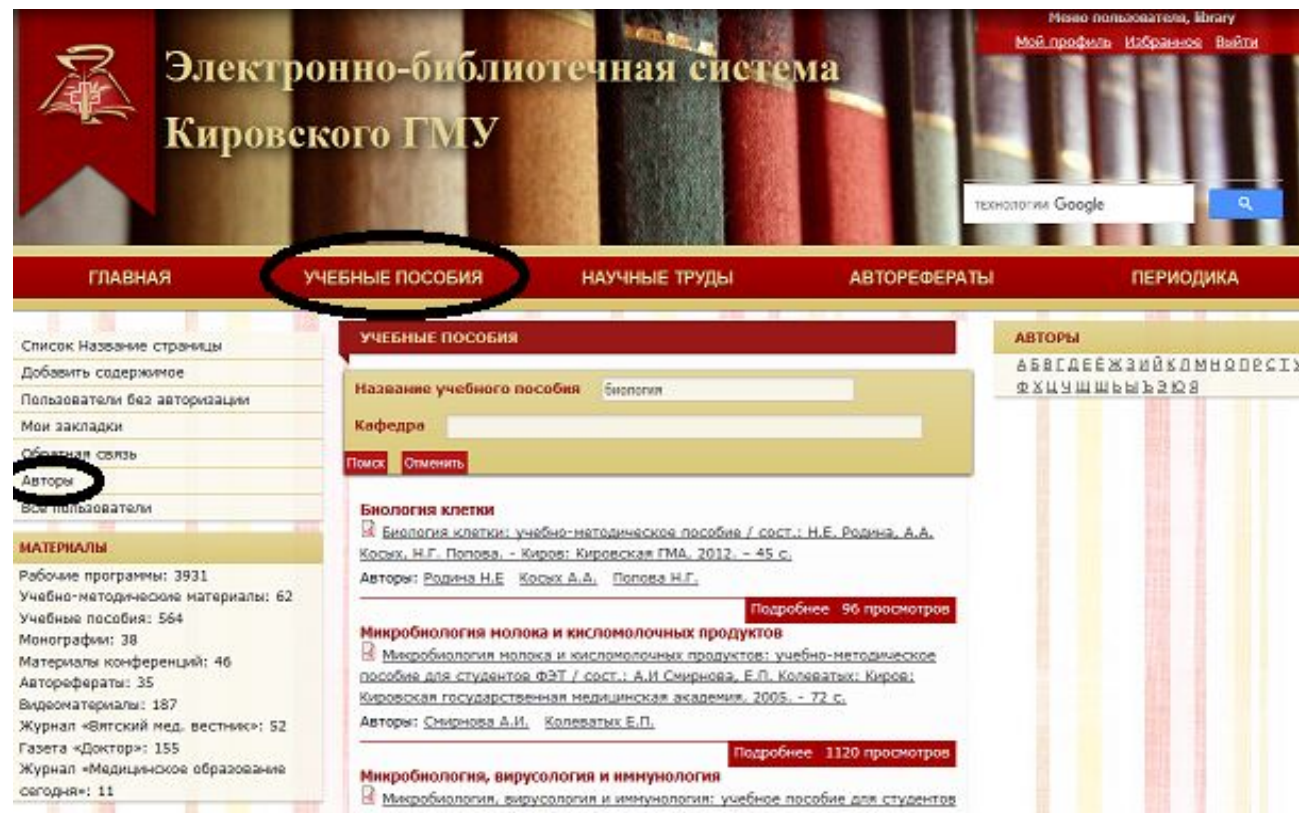 Меню пользователя, library
Мой профиль Избранное Выйти
Электронно-библиотечная система
Кировского ГМУ
технологии Google
ГЛАВНАЯ УЧЕБНЫЕ ПОСОБИЯ НАУЧНЫЕ ТРУДЫ АВТОРЕФЕРАТЫ ПЕРИОДИКА
Список Название страницы
Добавить содержимое
Пользователи без авторизации
Мои закладки
Обратная связь
Авторы
Все пользователи
МАТЕРИАЛЫ
Рабочие программы: 3931
Учебно-методические материалы: 62
Учебные пособия: 564
Монографии: 38
Материалы конференций: 46
Авторефераты: 35
Видеоматериалы: 187
Журнал «Вятский мед. вестник»: 52
Газета «Доктор»: 155
Журнал «Медицинское образование
сегодня»: 11
УЧЕБНЫЕ ПОСОБИЯ
Название учебного пособия биология
Кафедра
Поиск Отменить
Биология клетки
Биология клетки: учебно-методическое пособие / сост.: Н.Е. Родина, А.А.
Косых, Н.Г. Попова. - Киров: Кировская ГМА, 2012. – 45 с.
Авторы: Родина Н.Е Косых А.А. Попова Н.Г.
Подробнее 96 просмотров
Микробиология молока и кисломолочных продуктов
Микробиология молока и кисломолочных продуктов: учебно-методическое
пособие для студентов ФЭТ / сост.: А.И Смирнова, Е.П. Колеватых; Киров:
Кировская государственная медицинская академия, 2005. - 72 с.
Авторы: Смирнова А.И. Колеватых Е.П.
Подробнее 1120 просмотров
Микробиология, вирусология и иммунология
Микробиология, вирусология и иммунология: учебное пособие для студентов
АВТОРЫ
А Б В Г Д Е Ё Ж З И Й К Л М Н О П Р С Т У
Ф Х Ц Ч Ш Щ Ь Ы Ъ Э Ю Я